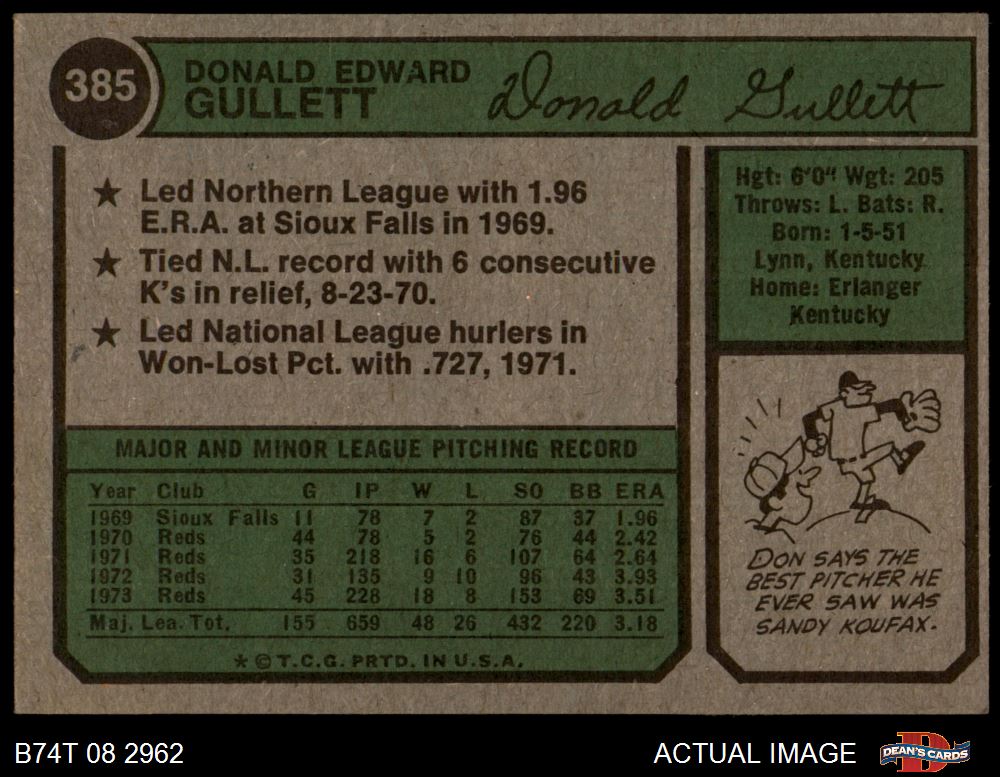 385
DONALD EDWARD
GULLETT
Donald Gullett
★ Led Northern League with 1.96
E.R.A. at Sioux Falls in 1969.
★ Tied N.L. record with 6 consecutive
K's in relief, 8-23-70.
★ Led National League hurlers in
Won-Lost Pct. with .727, 1971.
Hgt: 6'0" Wgt: 205
Throws: L. Bats: R.
Born: 1-5-51
Lynn, Kentucky
Home: Erlanger
Kentucky
MAJOR AND MINOR LEAGUE PITCHING RECORD
Year Club G IP W L SO BB ERA
1969 Sioux Falls 11 78 7 2 87 37 1.96
1970 Reds 44 78 5 2 76 44 2.42
1971 Reds 35 218 16 6 107 64 2.64
1972 Reds 31 135 9 10 96 43 3.93
1973 Reds 45 228 18 8 153 69 3.51
Maj. Lea. Tot. 155 659 48 26 432 220 3.18
★ © T.C.G. PRTD. IN U.S.A.
DON SAYS THE
BEST PITCHER HE
EVER SAW WAS
SANDY KOUFAX.
B74T 08 2962
ACTUAL IMAGE
DEAN'S CARDS